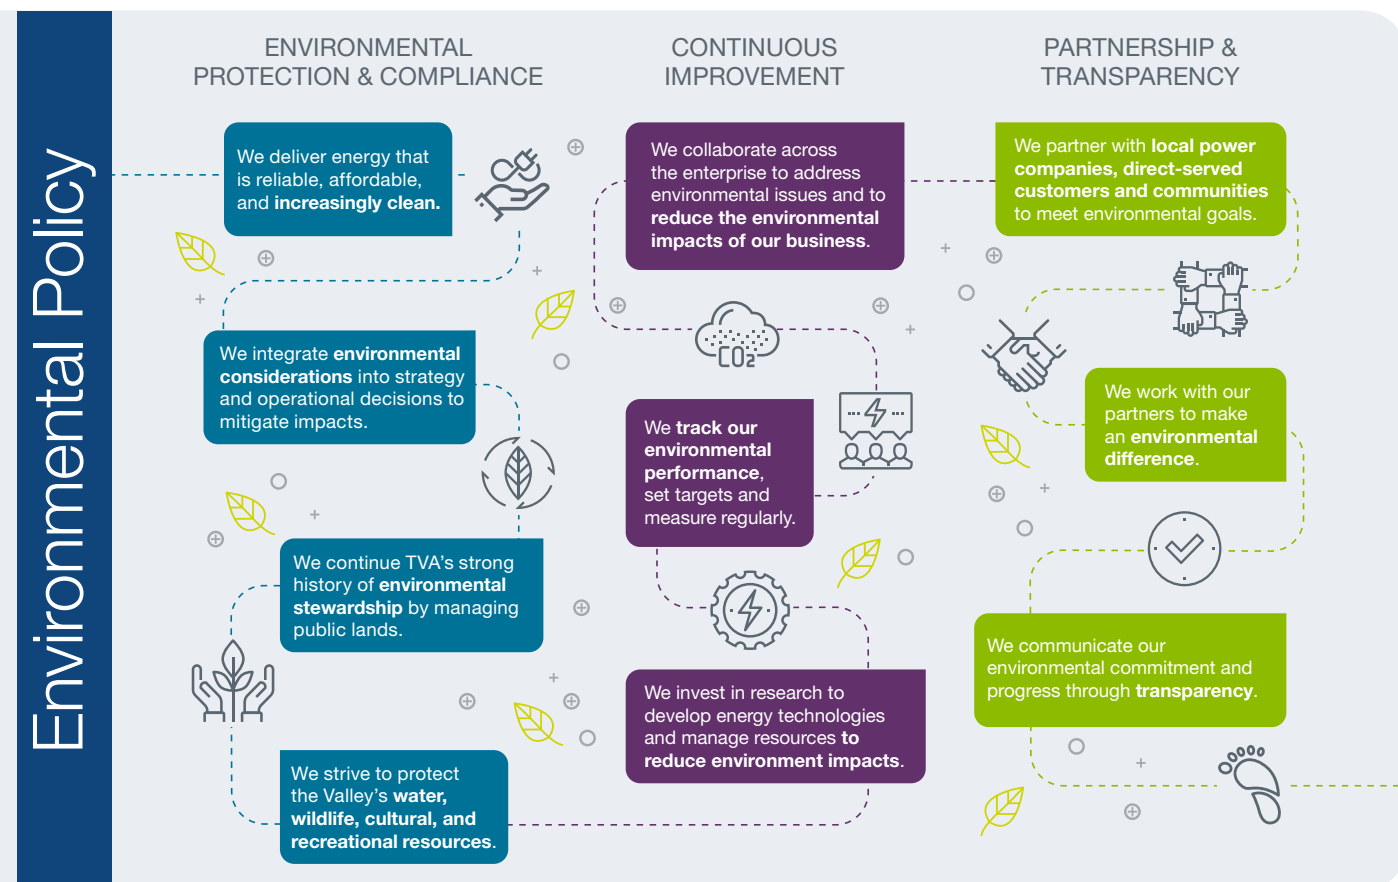 Environmental Policy
ENVIRONMENTAL
PROTECTION & COMPLIANCE
We deliver energy that
is reliable, affordable,
and increasingly clean.
We integrate environmental
considerations into strategy
and operational decisions to
mitigate impacts.
We continue TVA's strong
history of environmental
stewardship by managing
public lands.
We strive to protect
the Valley's water,
wildlife, cultural, and
recreational resources.
CONTINUOUS
IMPROVEMENT
We collaborate across
the enterprise to address
environmental issues and to
reduce the environmental
impacts of our business.
CO₂
We track our
environmental
performance,
set targets and
measure regularly.
We invest in research to
develop energy technologies
and manage resources to
reduce environment impacts.
PARTNERSHIP &
TRANSPARENCY
We partner with local power
companies, direct-served
customers and communities
to meet environmental goals.
We work with our
partners to make
an environmental
difference.
We communicate our
environmental commitment and
progress through transparency.